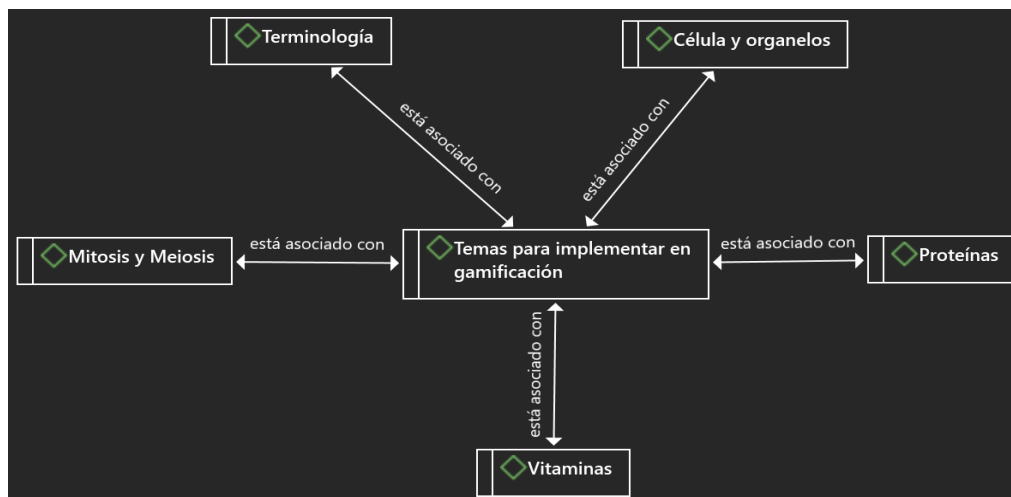 Terminología
Célula y organelos
está asociado con
está asociado con
Mitosis y Meiosis
está asociado con
Temas para implementar en
gamificación
está asociado con
Proteínas
está asociado con
Vitaminas